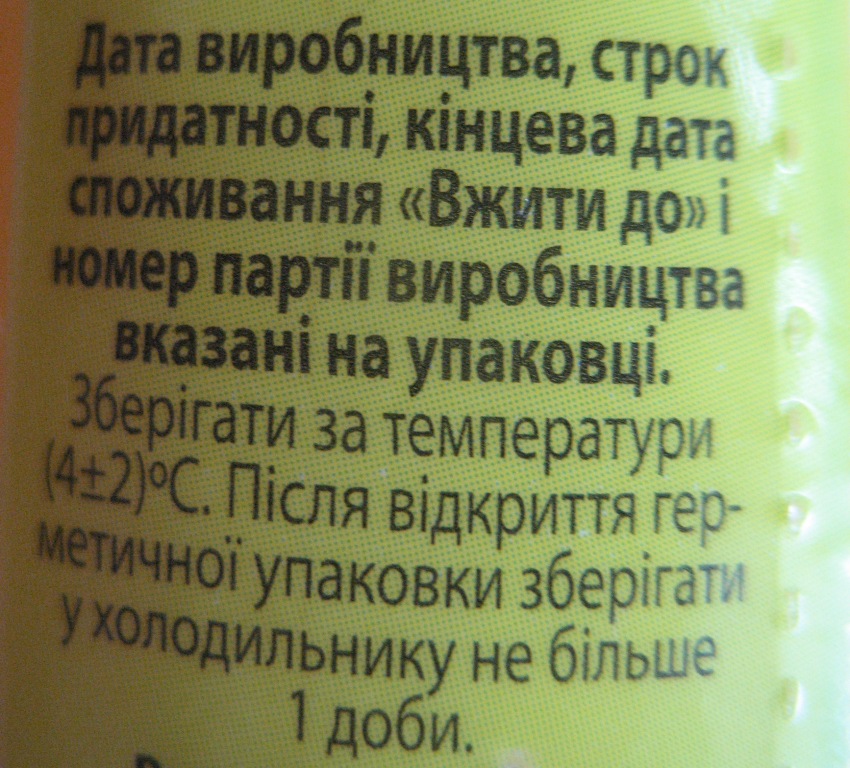 Дата виробництва, строк
придатності, кінцева дата
споживання «Вжити до» і
номер партії виробництва
вказані на упаковці.
Зберігати за температури
(4±2)ºС. Після відкриття гер-
метичної упаковки зберігати
у холодильнику не більше
1 доби.